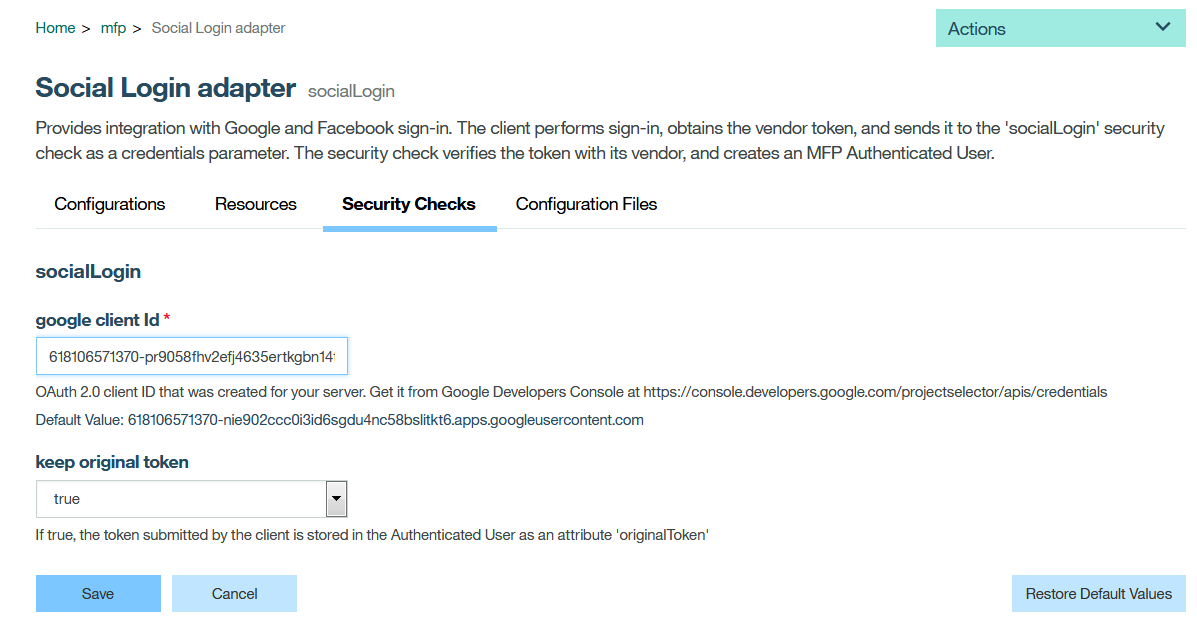 Home > mfp > Social Login adapter
Actions
Social Login adapter socialLogin
Provides integration with Google and Facebook sign-in. The client performs sign-in, obtains the vendor token, and sends it to the 'socialLogin' security
check as a credentials parameter. The security check verifies the token with its vendor, and creates an MFP Authenticated User.
Configurations Resources Security Checks Configuration Files
socialLogin
google client Id *
618106571370-pr9058fhv2efj4635ertkgbn14
OAuth 2.0 client ID that was created for your server. Get it from Google Developers Console at https://console.developers.google.com/projectselector/apis/credentials
Default Value: 618106571370-nie902ccc0i3id6sgdu4nc58bslitkt6.apps.googleusercontent.com
keep original token
true
If true, the token submitted by the client is stored in the Authenticated User as an attribute 'originalToken'
Save Cancel Restore Default Values